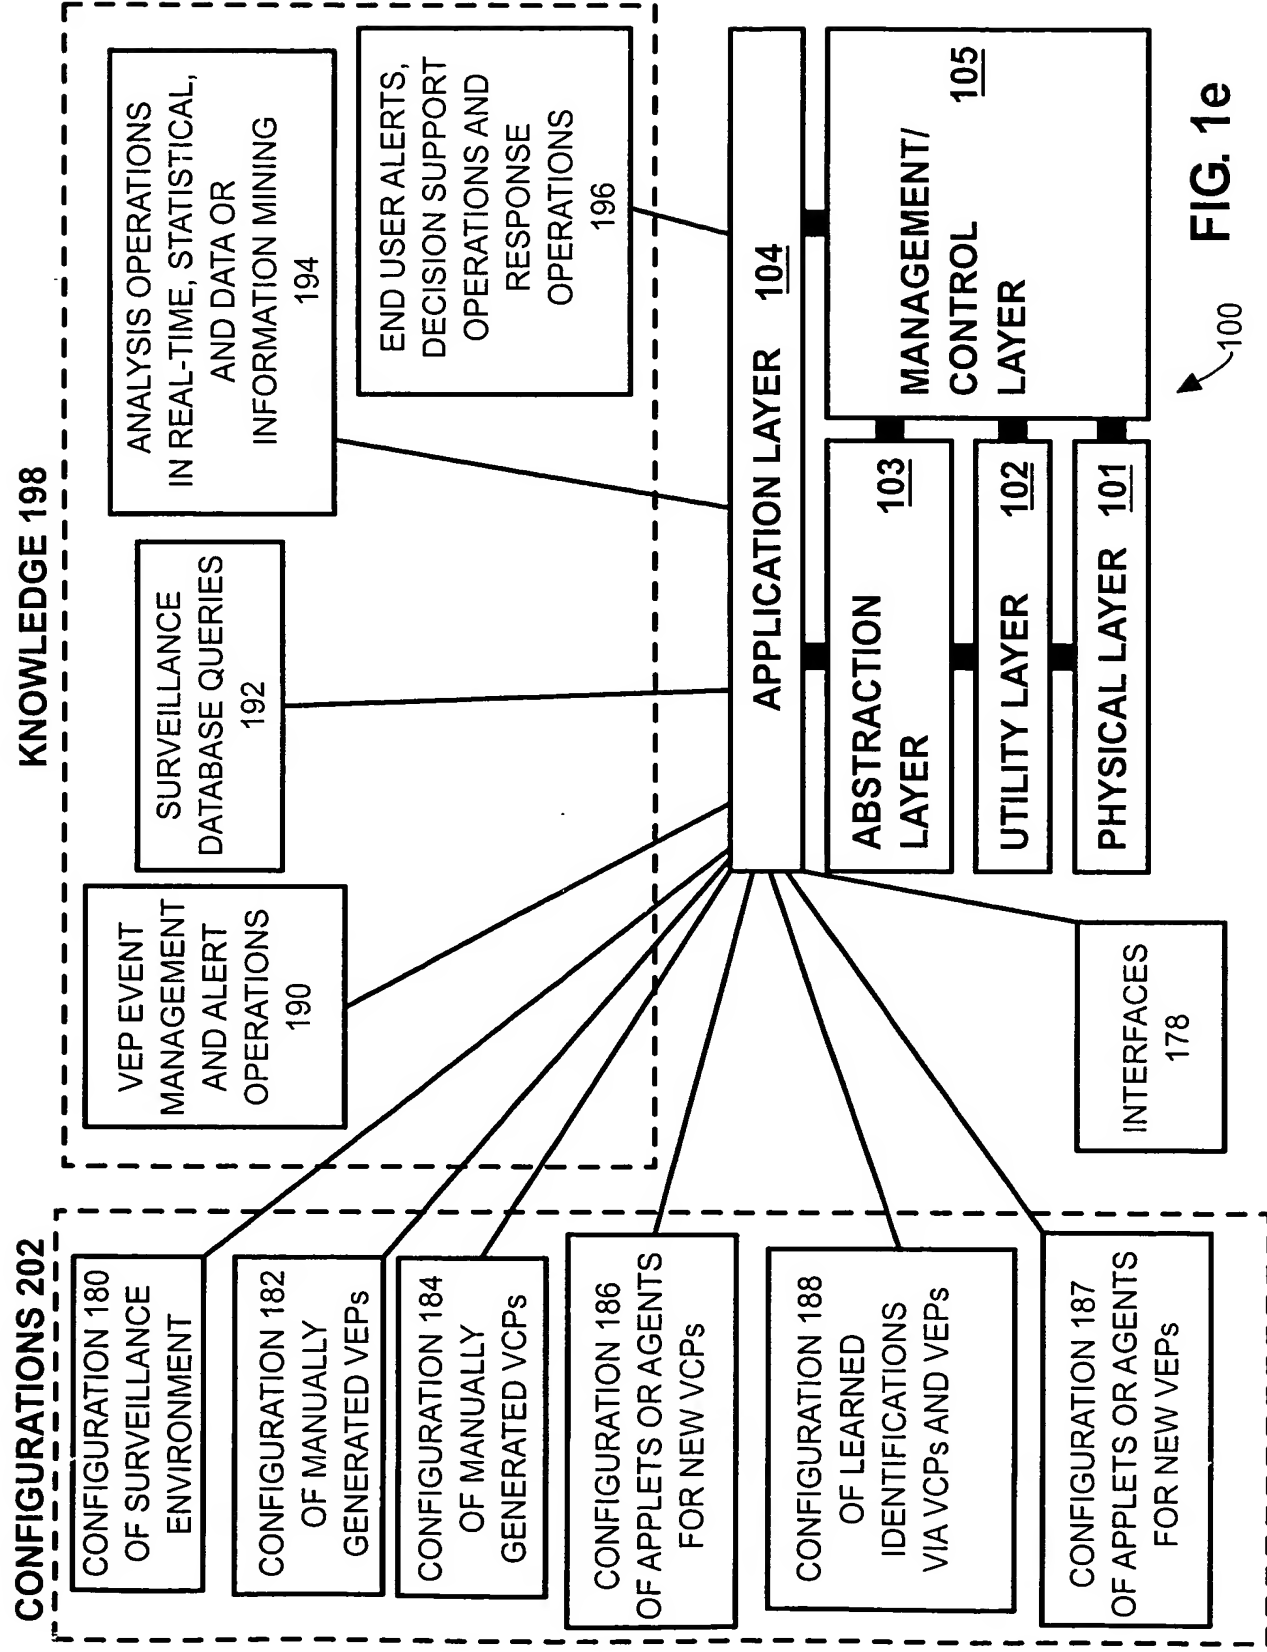 CONFIGURATIONS 202
CONFIGURATION 180
OF SURVEILLANCE
ENVIRONMENT
CONFIGURATION 182
OF MANUALLY
GENERATED VEPs
CONFIGURATION 184
OF MANUALLY
GENERATED VCPs
CONFIGURATION 186
OF APPLETS OR AGENTS
FOR NEW VCPs
CONFIGURATION 188
OF LEARNED
IDENTIFICATIONS
VIA VCPs AND VEPs
CONFIGURATION 187
OF APPLETS OR AGENTS
FOR NEW VEPs
KNOWLEDGE 198
VEP EVENT
MANAGEMENT
AND ALERT
OPERATIONS
190
SURVEILLANCE
DATABASE QUERIES
192
ANALYSIS OPERATIONS
IN REAL-TIME, STATISTICAL,
AND DATA OR
INFORMATION MINING
194
END USER ALERTS,
DECISION SUPPORT
OPERATIONS AND
RESPONSE
OPERATIONS
196
APPLICATION LAYER 104
ABSTRACTION
LAYER 103
UTILITY LAYER 102
PHYSICAL LAYER 101
MANAGEMENT/
CONTROL
LAYER
105
INTERFACES
178
100
FIG. 1e